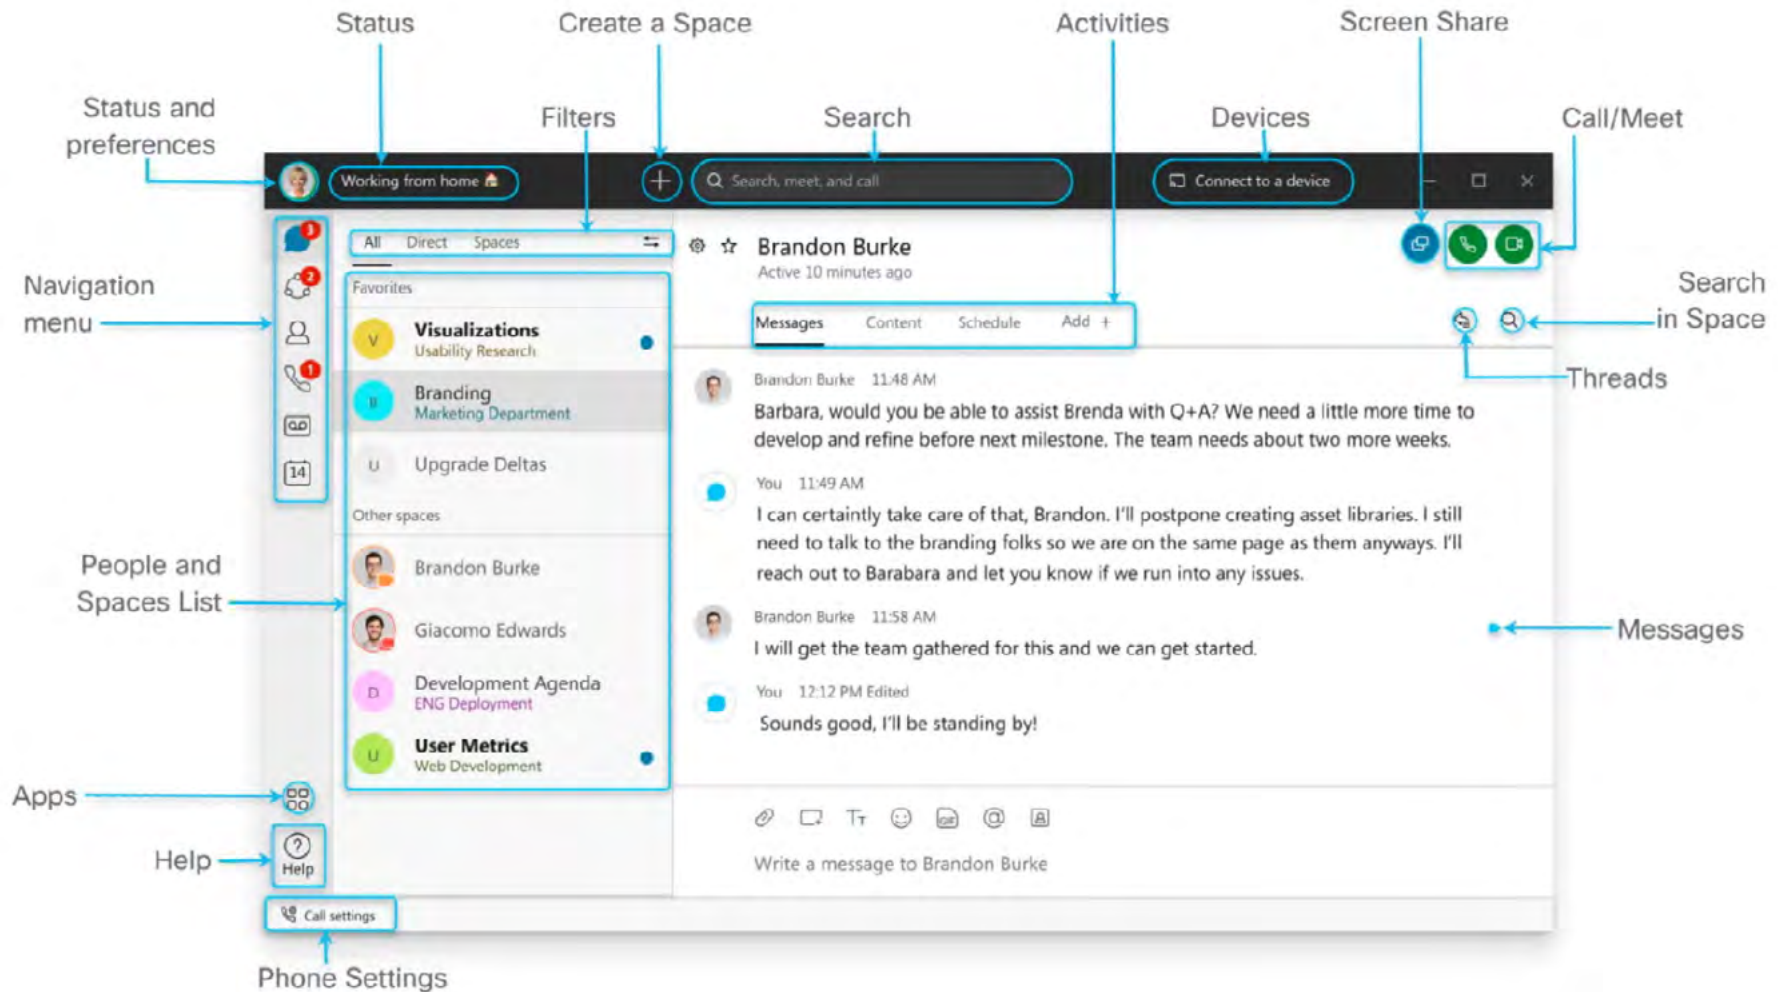 Status
Create a Space
Activities
Screen Share
Status and
preferences
Filters
Search
Devices
Call/Meet
Working from home
Search, meet, and call
Connect to a device
3
All Direct Spaces
Brandon Burke
Active 10 minutes ago
Navigation
menu
2
Favorites
Search
in Space
Visualizations
Usability Research
V
Messages Content Schedule Add +
1
Threads
Branding
Marketing Department
B
Brandon Burke 11:48 AM
Barbara, would you be able to assist Brenda with Q+A? We need a little more time to
develop and refine before next milestone. The team needs about two more weeks.
14
U
Upgrade Deltas
You 11:49 AM
I can certaintly take care of that, Brandon. I'll postpone creating asset libraries. I still
need to talk to the branding folks so we are on the same page as them anyways. I'll
reach out to Barabara and let you know if we run into any issues.
Other spaces
People and
Spaces List
Brandon Burke
Giacomo Edwards
Brandon Burke 11:58 AM
I will get the team gathered for this and we can get started.
Messages
D
Development Agenda
ENG Deployment
You 12:12 PM Edited
Sounds good, I'll be standing by!
U
User Metrics
Web Development
Apps
GIF
Help
Help
Write a message to Brandon Burke
Call settings
Phone Settings